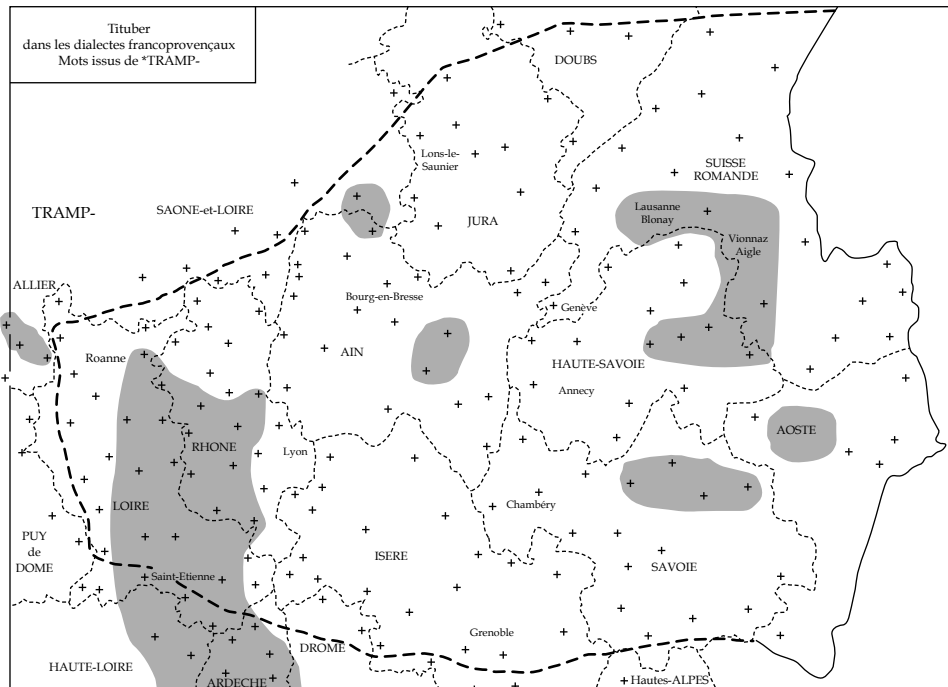 Tituber
dans les dialectes francoprovençaux
Mots issus de *TRAMP-
DOUBS
Lons-le-
Saunier
SUISSE
ROMANDE
TRAMP-
SAONE-et-LOIRE
JURA
Lausanne
Blonay
Vionnaz
Aigle
ALLIER
Bourg-en-Bresse
Genève
Roanne
AIN
HAUTE-SAVOIE
Annecy
AOSTE
RHONE
Lyon
LOIRE
Chambéry
PUY
de
DOME
ISERE
SAVOIE
Saint-Etienne
Grenoble
DROME
HAUTE-LOIRE
ARDECHE
Hautes-ALPES